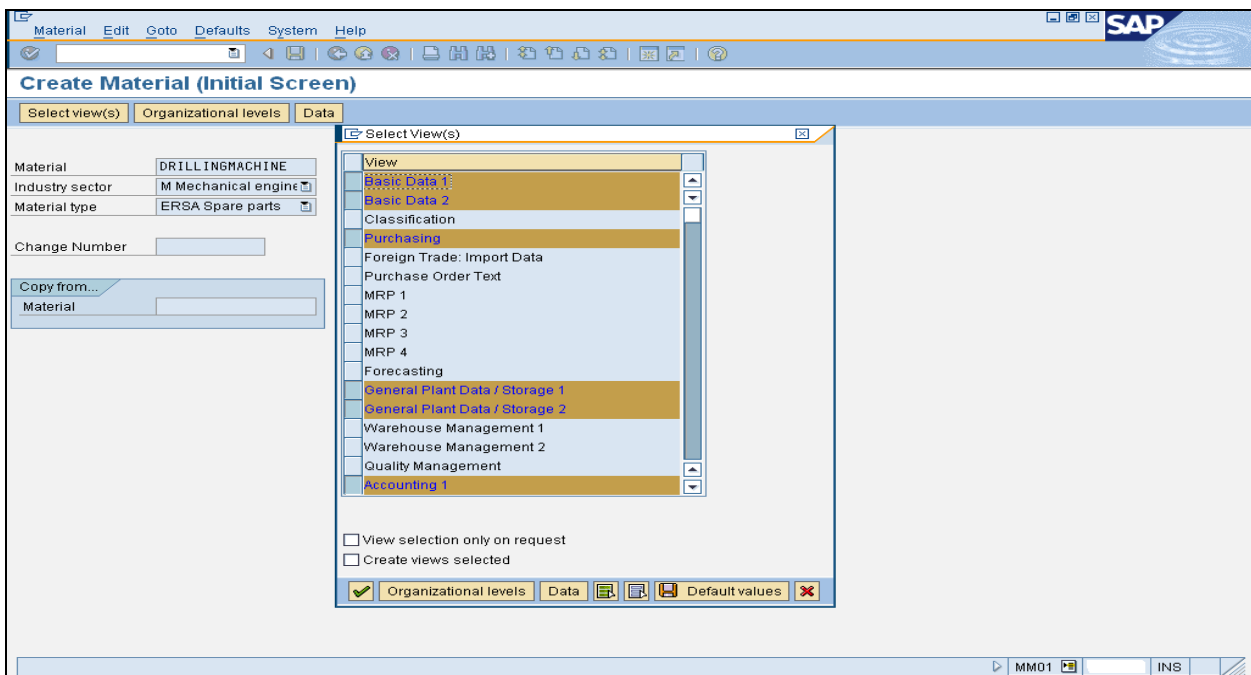 Material Edit Goto Defaults System Help
SAP
Create Material (Initial Screen)
Select view(s) Organizational levels Data
Select View(s)
Material DRILLINGMACHINE
Industry sector M Mechanical engine
Material type ERSA Spare parts
Change Number
Copy from...
Material
View
Basic Data 1
Basic Data 2
Classification
Purchasing
Foreign Trade: Import Data
Purchase Order Text
MRP 1
MRP 2
MRP 3
MRP 4
Forecasting
General Plant Data / Storage 1
General Plant Data / Storage 2
Warehouse Management 1
Warehouse Management 2
Quality Management
Accounting 1
View selection only on request
Create views selected
Organizational levels Data Default values
MM01 INS